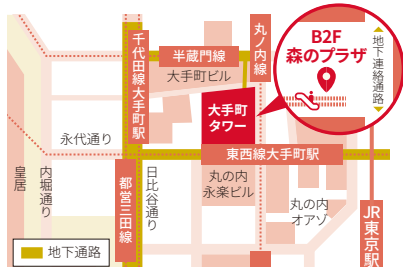 千代田線大手町駅
半蔵門線
大手町ビル
丸ノ内線
B2F
森のプラザ
地下連絡通路
大手町
タワー
永代通り
東西線大手町駅
皇居
内堀通り
都営三田線
日比谷通り
丸の内
永楽ビル
丸の内
オアゾ
JR東京駅
地下通路